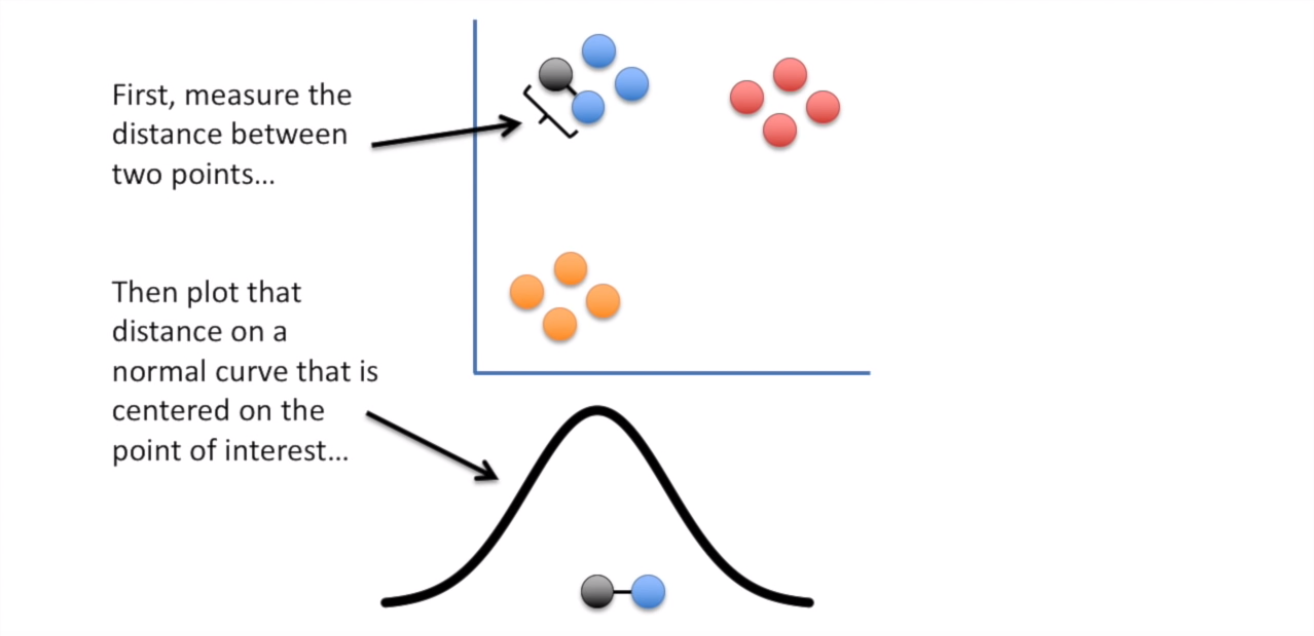 First, measure the
distance between
two points...
Then plot that
distance on a
normal curve that is
centered on the
point of interest...